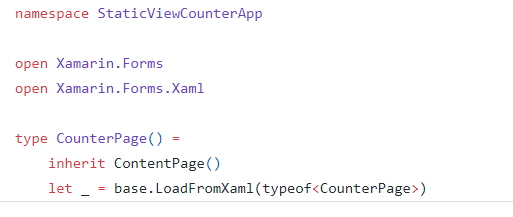 namespace StaticViewCounterApp
open Xamarin.Forms
open Xamarin.Forms.Xaml
type CounterPage() =
    inherit ContentPage()
    let _ = base.LoadFromXaml(typeof<CounterPage>)